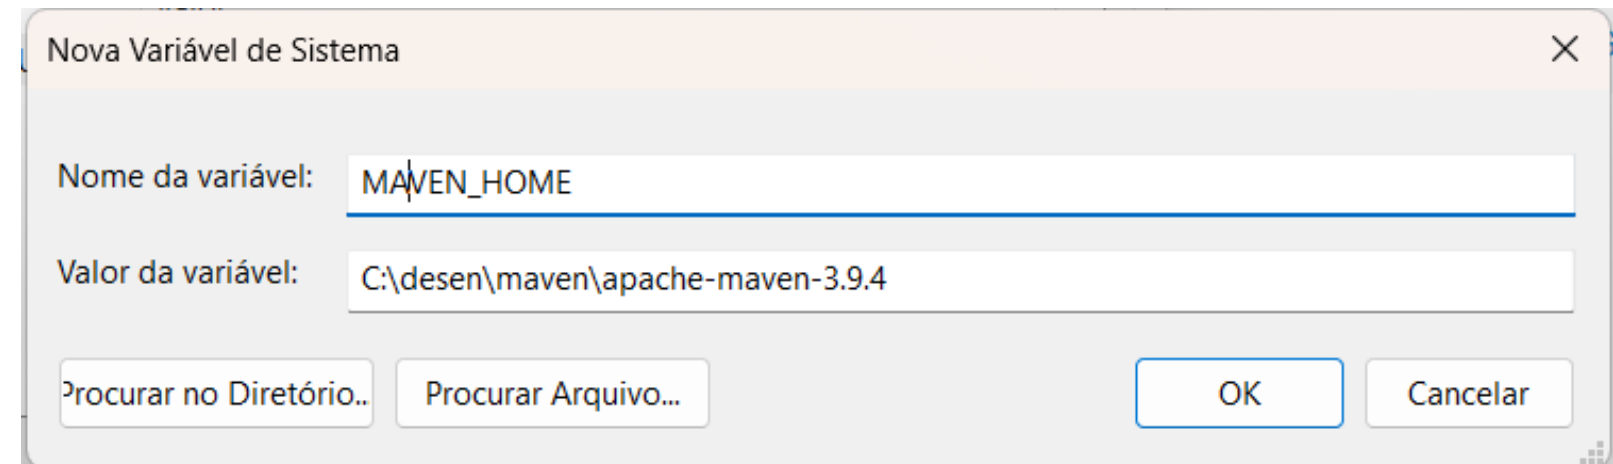 Nova Variável de Sistema
Nome da variável: MAVEN_HOME
Valor da variável: C:\desen\maven\apache-maven-3.9.4
Procurar no Diretório... Procurar Arquivo... OK Cancelar